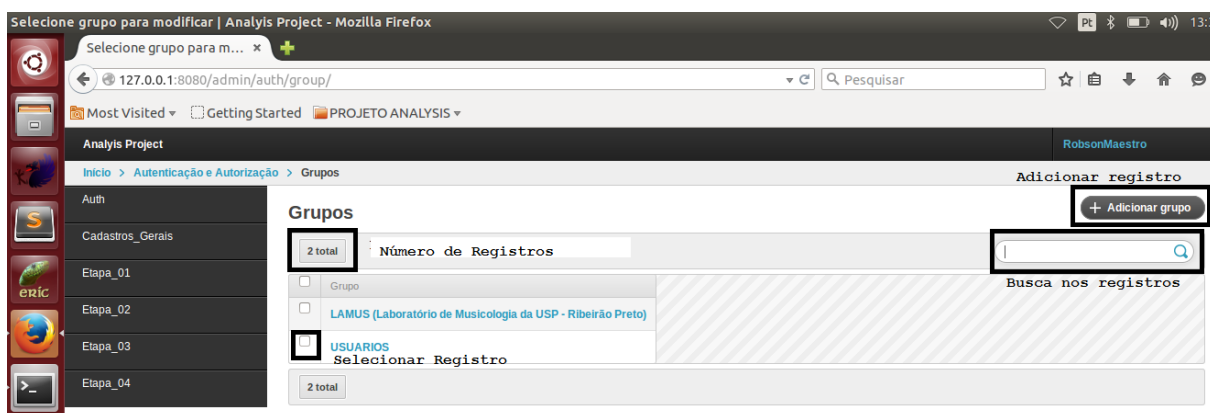 Selecione grupo para modificar | Analyis Project - Mozilla Firefox
Pt
13:
Selecione grupo para m... ×
127.0.0.1:8080/admin/auth/group/
Pesquisar
Most Visited
Getting Started
PROJETO ANALYSIS
Analyis Project
RobsonMaestro
Início > Autenticação e Autorização > Grupos
Adicionar registro
Auth
Grupos
+ Adicionar grupo
Cadastros_Gerais
2 total
Número de Registros
Etapa_01
Grupo
Busca nos registros
Etapa_02
LAMUS (Laboratório de Musicologia da USP - Ribeirão Preto)
Etapa_03
USUARIOS
Selecionar Registro
Etapa_04
2 total
S
eric
>_